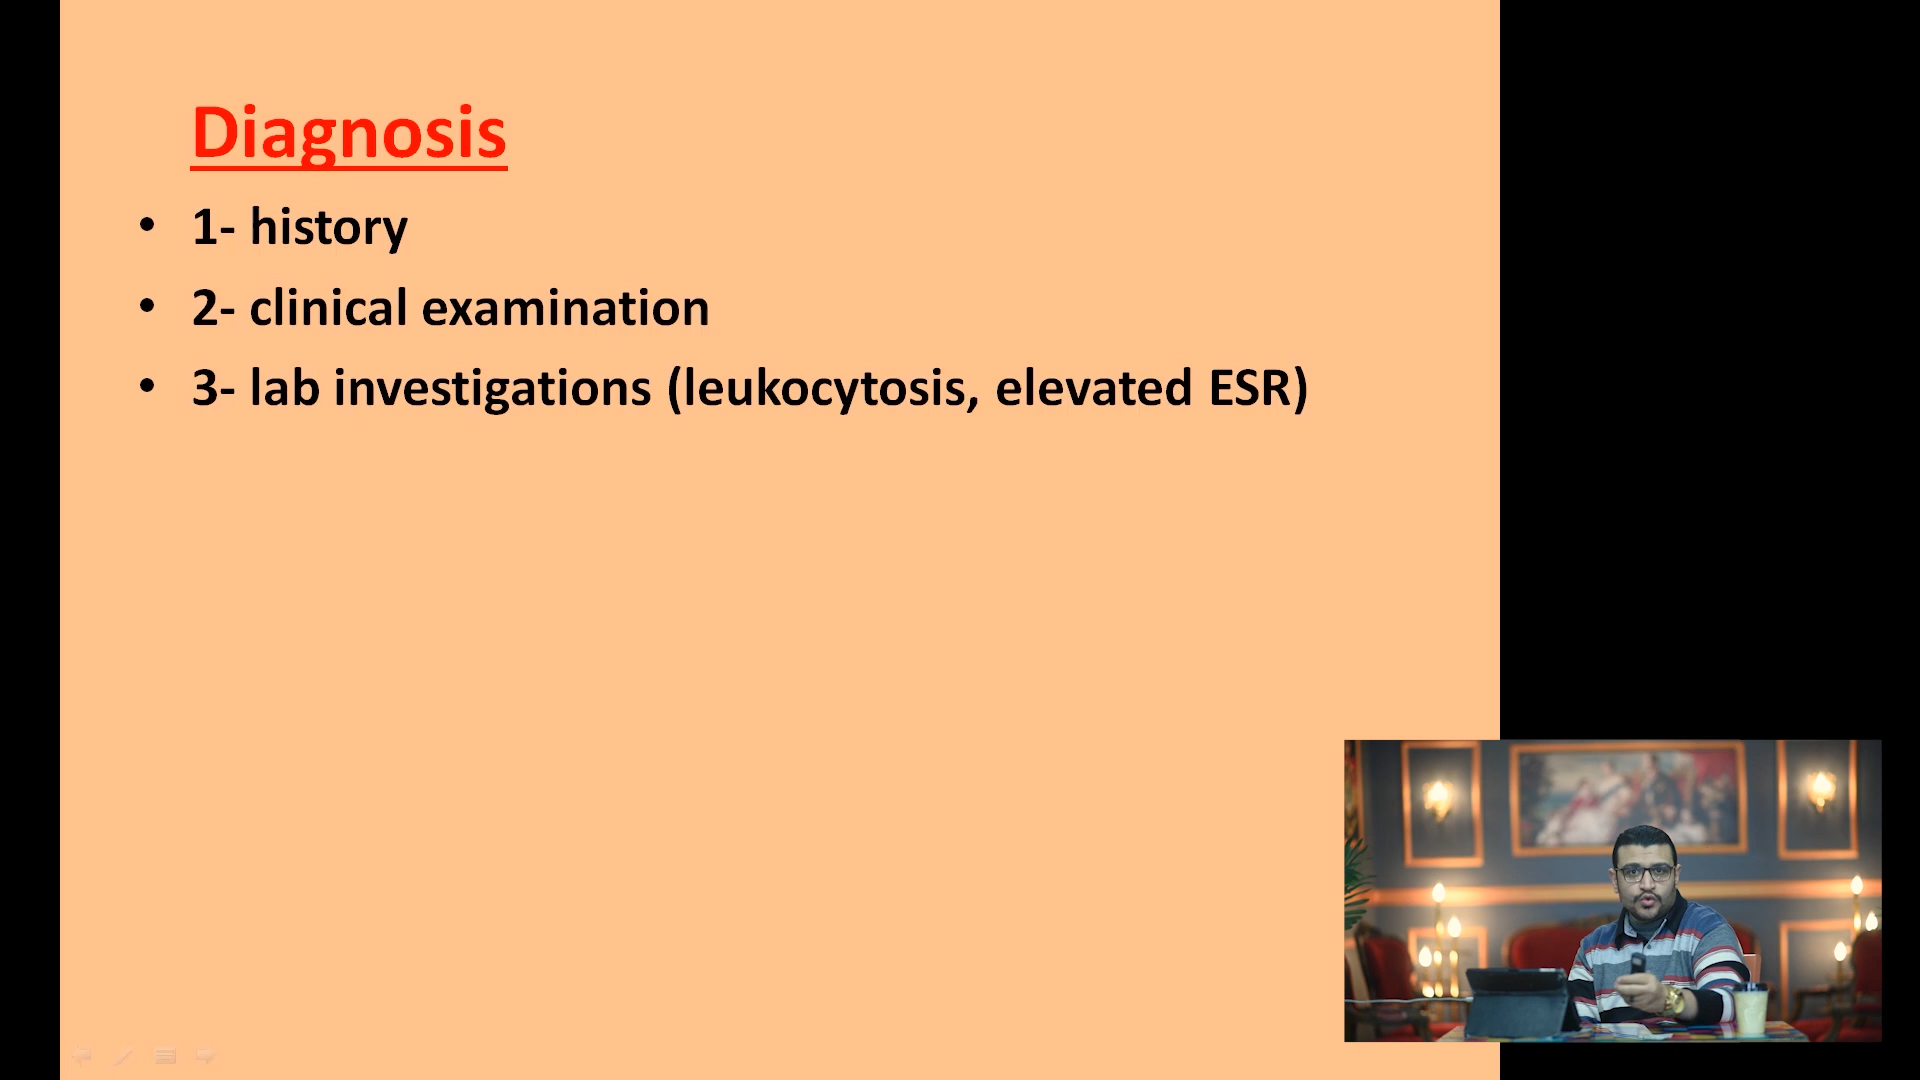 Diagnosis
• 1- history
• 2- clinical examination
• 3- lab investigations (leukocytosis, elevated ESR)